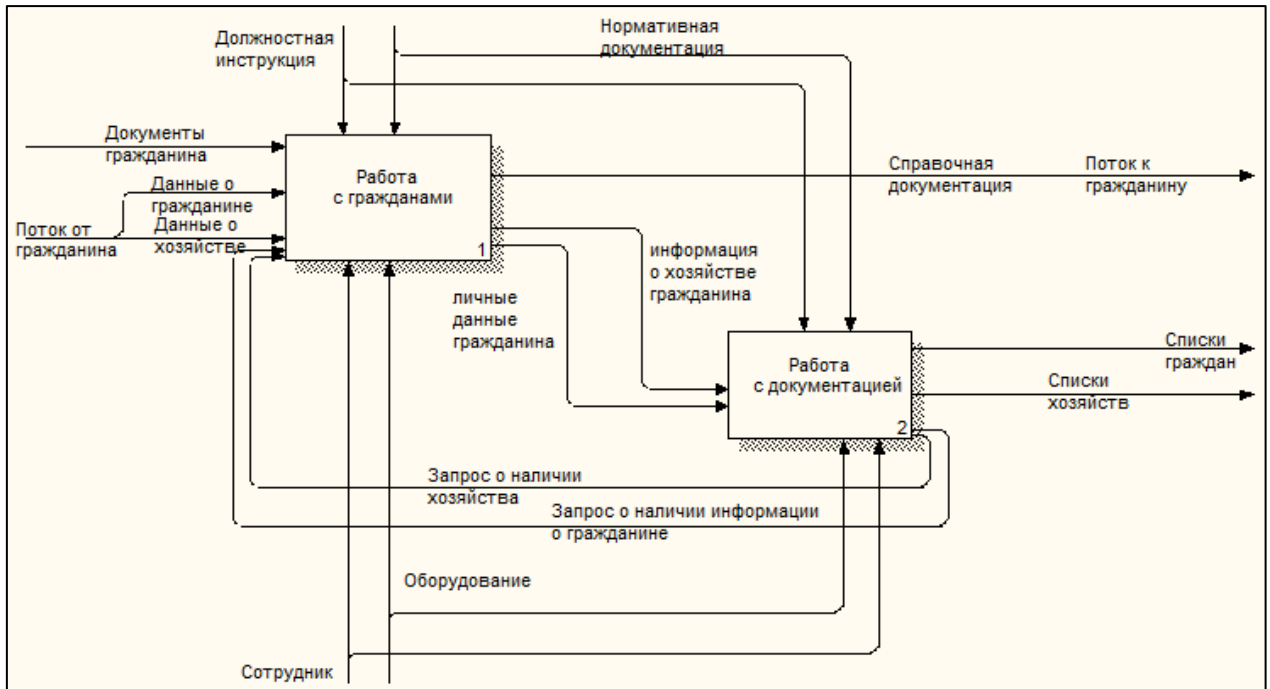 Должностная
инструкция
Нормативная
документация
Документы
гражданина
Данные о
гражданине
Поток от
гражданина
Данные о
хозяйстве
Работа
с гражданами
1
Справочная
документация
Поток к
гражданину
информация
о хозяйстве
гражданина
личные
данные
гражданина
Работа
с документацией
2
Списки
граждан
Списки
хозяйств
Запрос о наличии
хозяйства
Запрос о наличии информации
о гражданине
Оборудование
Сотрудник